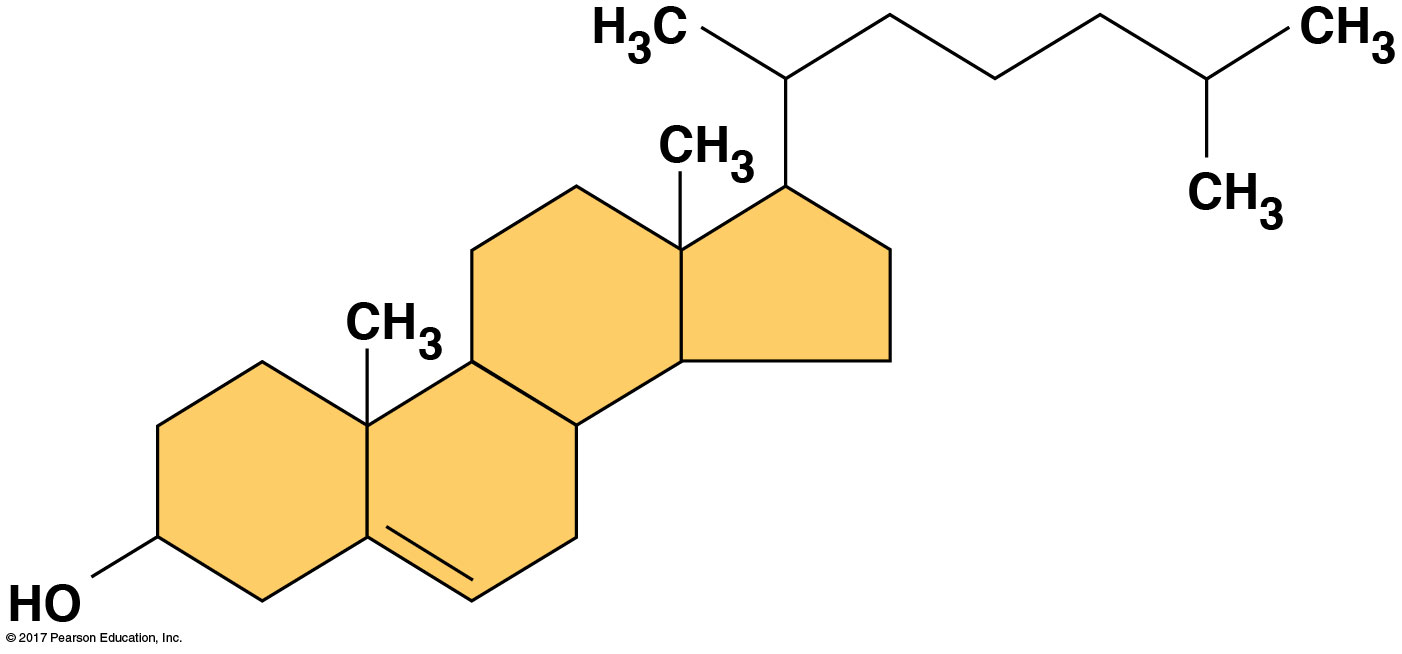 H3C
CH3
CH3
CH3
CH3
HO
© 2017 Pearson Education, Inc.